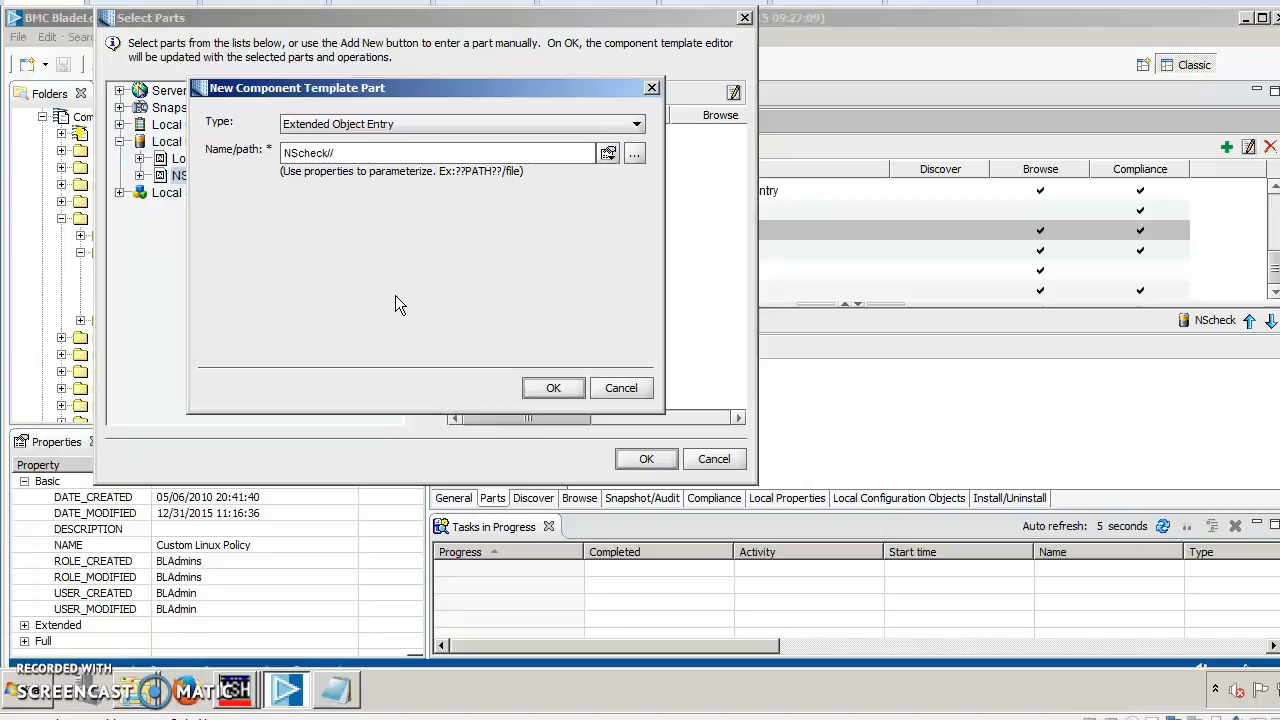 BMC BladeLo
Select Parts
15 09:27:09)
File Edit Searc
Select parts from the lists below, or use the Add New button to enter a part manually. On OK, the component template editor
will be updated with the selected parts and operations.
Classic
Folders
Com
Server
Snaps
Local
Local
Lo
NS
Local
New Component Template Part
Type:
Extended Object Entry
Name/path: *
NScheck//
...
(Use properties to parameterize. Ex:??PATH??/file)
OK
Cancel
Browse
OK
Cancel
Discover
Browse
Compliance
ntry
NScheck
Properties
Property
Basic
DATE_CREATED 05/06/2010 20:41:40
DATE_MODIFIED 12/31/2015 11:16:36
DESCRIPTION
NAME Custom Linux Policy
ROLE_CREATED BLAdmins
ROLE_MODIFIED BLAdmins
USER_CREATED BLAdmin
USER_MODIFIED BLAdmin
Extended
Full
General Parts Discover Browse Snapshot/Audit Compliance Local Properties Local Configuration Objects Install/Uninstall
Tasks in Progress
Auto refresh: 5 seconds
Progress Completed Activity Start time Name Type
RECORDED WITH
SCREENCAST MATIC
SH